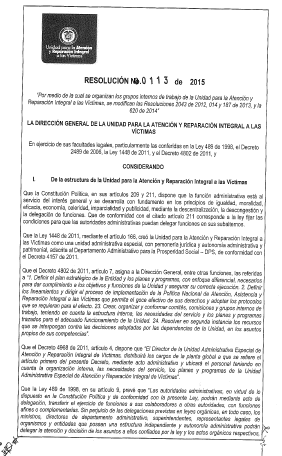 Unidad para la Atención
y Reparación Integral
a las Víctimas
RESOLUCIÓN No. 0113 de 2015
"Por medio de la cual se organizan los grupos internos de trabajo de la Unidad para la Atención y
Reparación Integral a las Víctimas, se modifican las Resoluciones 2043 de 2012, 014 y 187 de 2013, y la
620 de 2014"
LA DIRECCIÓN GENERAL DE LA UNIDAD PARA LA ATENCIÓN Y REPARACIÓN INTEGRAL A LAS
VÍCTIMAS
En ejercicio de sus facultades legales, particularmente las conferidas en la Ley 489 de 1998, el Decreto
2489 de 2006, la Ley 1448 de 2011, y el Decreto 4802 de 2011, y
CONSIDERANDO
I. De la estructura de la Unidad para la Atención y Reparación Integral a las Víctimas
Que la Constitución Política, en sus artículos 209 y 211, dispone que la función administrativa está al
servicio del interés general y se desarrolla con fundamento en los principios de igualdad, moralidad,
eficacia, economía, celeridad, imparcialidad y publicidad, mediante la descentralización, la desconcentración y
la delegación de funciones. Que de conformidad con el citado artículo 211 corresponde a la ley fijar las
condiciones para que las autoridades administrativas puedan delegar funciones en sus subalternos.
Que la Ley 1448 de 2011, mediante el artículo 166, creó la Unidad para la Atención y Reparación Integral a
las Víctimas como una unidad administrativa especial, con personería jurídica y autonomía administrativa y
patrimonial, adscrita al Departamento Administrativo para la Prosperidad Social – DPS, de conformidad con
el Decreto 4157 de 2011.
Que el Decreto 4802 de 2011, artículo 7, asigna a la Dirección General, entre otras funciones, las referidas
a "1. Definir el plan estratégico de la Entidad y los planes y programas, con enfoque diferencial, necesarios
para dar cumplimiento a los objetivos y funciones de la Unidad y asegurar su correcta ejecución. 2. Definir
los lineamientos y dirigir el proceso de implementación de la Política Nacional de Atención, Asistencia y
Reparación Integral a las Víctimas que permita el goce efectivo de sus derechos y adoptar los protocolos
que se requieran para el efecto. 23. Crear, organizar y conformar comités, comisiones y grupos internos de
trabajo, teniendo en cuenta la estructura interna, las necesidades del servicio y los planes y programas
trazados para el adecuado funcionamiento de la Unidad. 24. Resolver en segunda instancia los recursos
que se interpongan contra las decisiones adoptadas por las dependencias de la Unidad, en los asuntos
propios de sus competencias"
Que el Decreto 4968 de 2011, artículo 4, dispone que "El Director de la Unidad Administrativa Especial de
Atención y Reparación Integral de Víctimas, distribuirá los cargos de la planta global a que se refiere el
artículo primero del presente Decreto, mediante acto administrativo y ubicará el personal teniendo en
cuenta la organización interna, las necesidades del servicio, los planes y programas de la Unidad
Administrativa Especial de Atención y Reparación Integral de Víctimas".
Que la Ley 489 de 1998, en su artículo 9, prevé que "Las autoridades administrativas, en virtud de lo
dispuesto en la Constitución Política y de conformidad con la presente Ley, podrán mediante acto de
delegación, transferir el ejercicio de funciones a sus colaboradores o a otras autoridades, con funciones
afines o complementarias. Sin perjuicio de las delegaciones previstas en leyes orgánicas, en todo caso, los
ministros, directores de departamento administrativo, superintendentes, representantes legales de
organismos y entidades que posean una estructura independiente y autonomía administrativa podrán
delegar la atención y decisión de los asuntos a ellos confiados por la ley y los actos orgánicos respectivos,